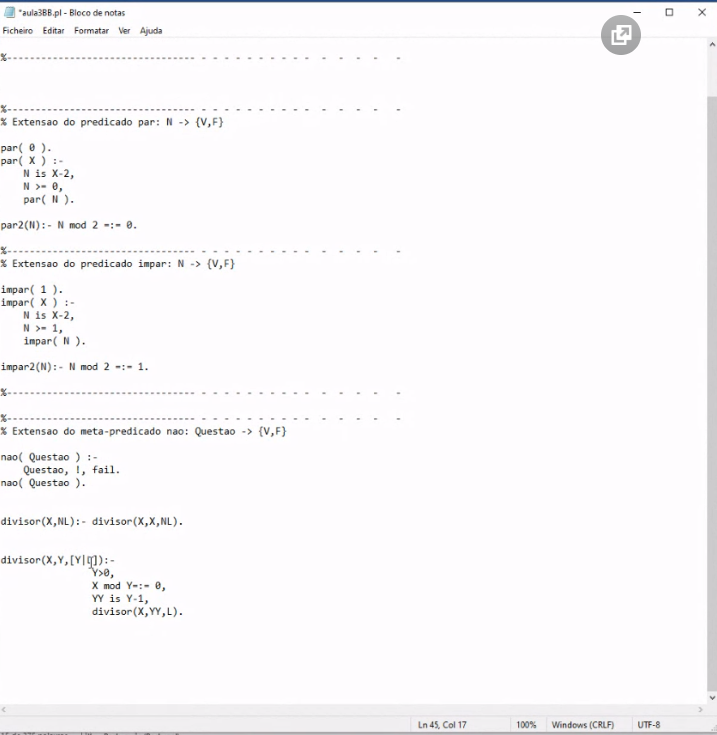 *aula3BB.pl - Bloco de notas
Ficheiro Editar Formatar Ver Ajuda
%-------------------------------- - - - - - - - - - - - - - - -
%-------------------------------- - - - - - - - - - - - - - - -
% Extensao do predicado par: N -> {V,F}
par( 0 ).
par( X ) :-
N is X-2,
N >= 0,
par( N ).
par2(N):- N mod 2 =:= 0.
%-------------------------------- - - - - - - - - - - - - - - -
% Extensao do predicado impar: N -> {V,F}
impar( 1 ).
impar( X ) :-
N is X-2,
N >= 1,
impar( N ).
impar2(N):- N mod 2 =:= 1.
%-------------------------------- - - - - - - - - - - - - - - -
%-------------------------------- - - - - - - - - - - - - - - -
% Extensao do meta-predicado nao: Questao -> {V,F}
nao( Questao ) :-
Questao, !, fail.
nao( Questao ).
divisor(X,NL):- divisor(X,X,NL).
divisor(X,Y,[Y|]):-
Y>0,
X mod Y=:= 0,
YY is Y-1,
divisor(X,YY,L).
Ln 45, Col 17 100% Windows (CRLF) UTF-8